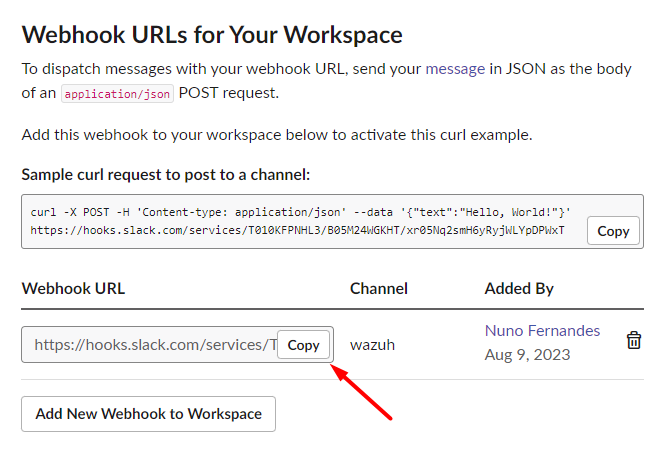 Webhook URLs for Your Workspace
To dispatch messages with your webhook URL, send your message in JSON as the body
of an application/json POST request.
Add this webhook to your workspace below to activate this curl example.
Sample curl request to post to a channel:
curl -X POST -H 'Content-type: application/json' --data '{"text":"Hello, World!"}'
https://hooks.slack.com/services/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
Copy
Webhook URL Channel Added By
https://hooks.slack.com/services/T Copy wazuh Nuno Fernandes
Aug 9, 2023
Add New Webhook to Workspace